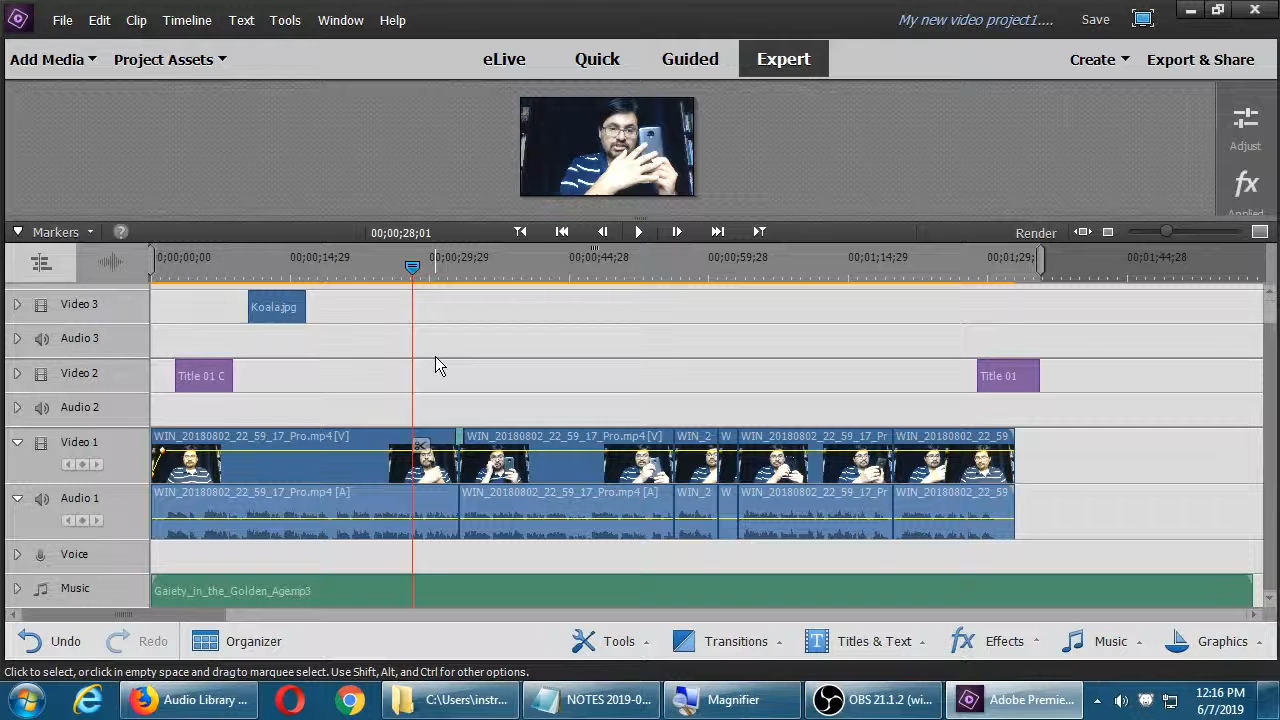 File Edit Clip Timeline Text Tools Window Help My new video project1.... Save
Add Media Project Assets eLive Quick Guided Expert Create Export & Share
Adjust
fx
Applied
Markers ? 00;00;28;01 Render
00;00;00;00 00;00;14;29 00;00;29;29 00;00;44;28 00;00;59;28 00;01;14;29 00;01;29; 00;01;44;28
Video 3 Koala.jpg
Audio 3
Video 2 Title 01 C Title 01
Audio 2
Video 1 WIN_20180802_22_59_17_Pro.mp4 [V] WIN_20180802_22_59_17_Pro.mp4 [V] WIN_2 W WIN_20180802_22_59_17_Pr WIN_20180802_22_59
Audio 1 WIN_20180802_22_59_17_Pro.mp4 [A] WIN_20180802_22_59_17_Pro.mp4 [A] WIN_2 W WIN_20180802_22_59_17_Pr WIN_20180802_22_59
Voice
Music Gaiety_in_the_Golden_Age.mp3
Undo Redo Organizer Tools Transitions T Titles & Text fx Effects Music Graphics
Click to select, orclick in empty space and drag to marquee select. Use Shift, Alt, and Ctrl for other options.
Audio Library ... C:\Users\instr... NOTES 2019-0... Magnifier OBS 21.1.2 (wi... Adobe Premie... 12:16 PM
6/7/2019